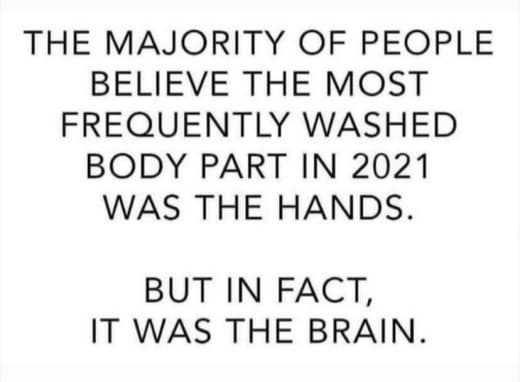 THE MAJORITY OF PEOPLE
BELIEVE THE MOST
FREQUENTLY WASHED
BODY PART IN 2021
WAS THE HANDS.
BUT IN FACT,
IT WAS THE BRAIN.